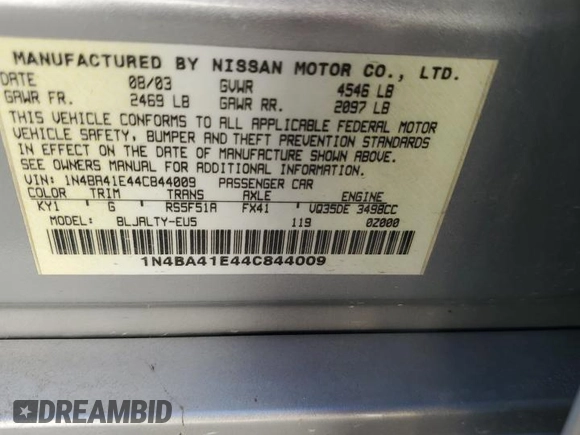 MANUFACTURED BY NISSAN MOTOR CO., LTD.
DATE 08/03 GVWR 4546 LB
GAWR FR. 2469 LB GAWR RR. 2097 LB
THIS VEHICLE CONFORMS TO ALL APPLICABLE FEDERAL MOTOR
VEHICLE SAFETY, BUMPER AND THEFT PREVENTION STANDARDS
IN EFFECT ON THE DATE OF MANUFACTURE SHOWN ABOVE.
SEE OWNERS MANUAL FOR ADDITIONAL INFORMATION.
VIN: 1N4BA41E44C844009 PASSENGER CAR
COLOR TRIM TRANS AXLE ENGINE
KY1 G RS5F51A FX41 VQ35DE 3498CC
MODEL: BLJALTY-EU5 119 0Z000
1N4BA41E44C844009
DREAMBID